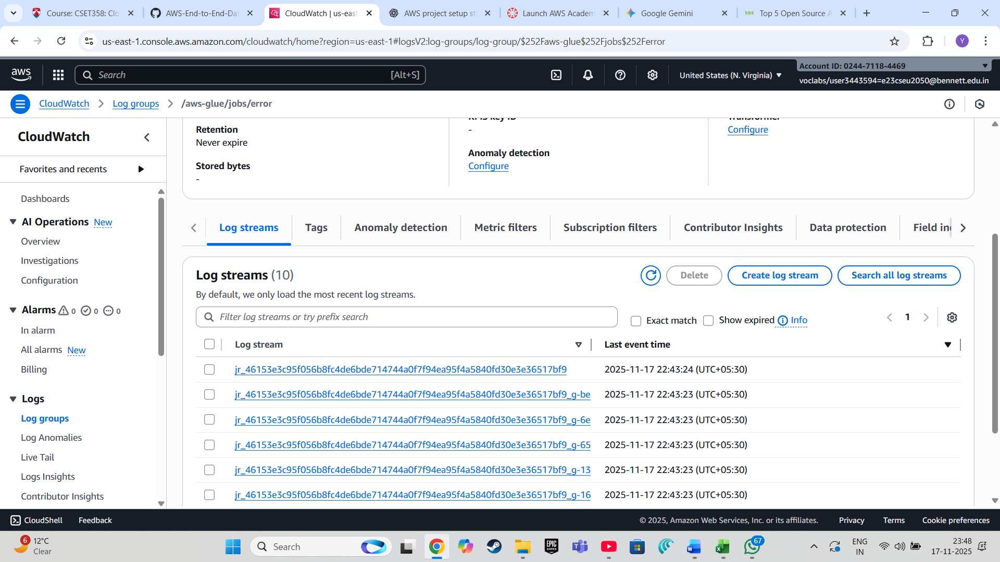 Course: CSET358: Clo
AWS-End-to-End-Dat
CloudWatch | us-east
AWS project setup st
Launch AWS Academ
Google Gemini
Top 5 Open Source A
us-east-1.console.aws.amazon.com/cloudwatch/home?region=us-east-1#logsV2:log-groups/log-group/$252Faws-glue$252Fjobs$252Ferror
Y
aws
Search
[Alt+S]
United States (N. Virginia)
Account ID: 0244-7118-4469
voclabs/user3443594=e23cseu2050@bennett.edu.in
CloudWatch
Log groups
/aws-glue/jobs/error
CloudWatch
Favorites and recents
Dashboards
AI Operations New
Overview
Investigations
Configuration
Alarms 0 0 0
In alarm
All alarms New
Billing
Logs
Log groups
Log Anomalies
Live Tail
Logs Insights
Contributor Insights
Retention
Never expire
Stored bytes
-
KMS key ID
-
Anomaly detection
Configure
Transformer
Configure
Log streams
Tags
Anomaly detection
Metric filters
Subscription filters
Contributor Insights
Data protection
Field in
Log streams (10)
Delete
Create log stream
Search all log streams
By default, we only load the most recent log streams.
Filter log streams or try prefix search
Exact match
Show expired
Info
1
Log stream
Last event time
jr_46153e3c95f056b8fc4de6bde714744a0f7f94ea95f4a5840fd30e3e36517bf9 2025-11-17 22:43:24 (UTC+05:30)
jr_46153e3c95f056b8fc4de6bde714744a0f7f94ea95f4a5840fd30e3e36517bf9_g-be 2025-11-17 22:43:23 (UTC+05:30)
jr_46153e3c95f056b8fc4de6bde714744a0f7f94ea95f4a5840fd30e3e36517bf9_g-6e 2025-11-17 22:43:23 (UTC+05:30)
jr_46153e3c95f056b8fc4de6bde714744a0f7f94ea95f4a5840fd30e3e36517bf9_g-65 2025-11-17 22:43:23 (UTC+05:30)
jr_46153e3c95f056b8fc4de6bde714744a0f7f94ea95f4a5840fd30e3e36517bf9_g-13 2025-11-17 22:43:23 (UTC+05:30)
jr_46153e3c95f056b8fc4de6bde714744a0f7f94ea95f4a5840fd30e3e36517bf9_g-16 2025-11-17 22:43:23 (UTC+05:30)
CloudShell
Feedback
© 2025, Amazon Web Services, Inc. or its affiliates.
Privacy
Terms
Cookie preferences
6
12°C
Clear
Search
EPIC GAMES
67
ENG
IN
23:48
17-11-2025